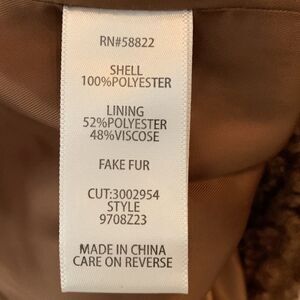 RN#58822
SHELL
100%POLYESTER
LINING
52%POLYESTER
48%VISCOSE
FAKE FUR
CUT:3002954
STYLE
9708Z23
MADE IN CHINA
CARE ON REVERSE